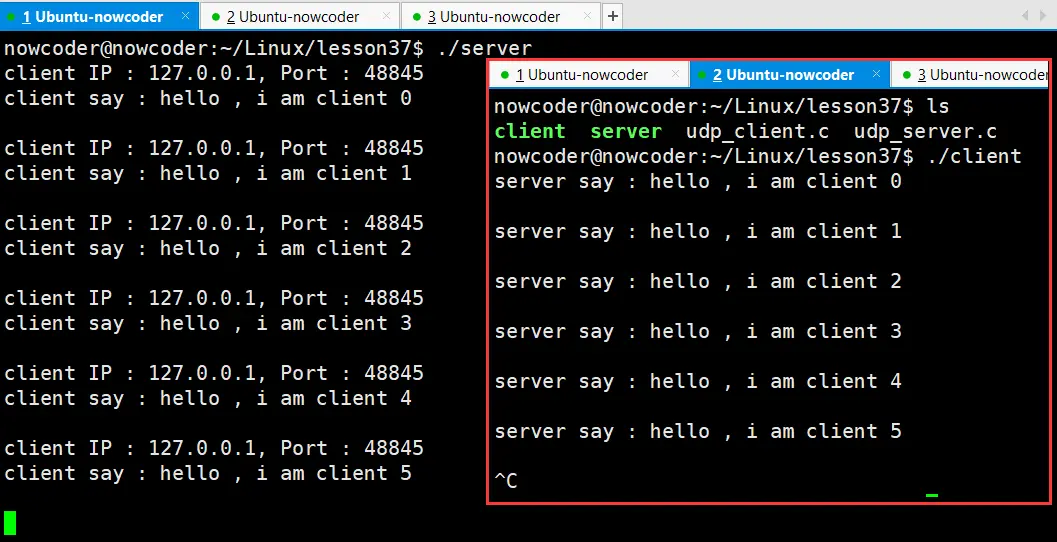 1 Ubuntu-nowcoder × 2 Ubuntu-nowcoder × 3 Ubuntu-nowcoder × +
nowcoder@nowcoder:~/Linux/lesson37$ ./server
client IP : 127.0.0.1, Port : 48845
client say : hello , i am client 0
client IP : 127.0.0.1, Port : 48845
client say : hello , i am client 1
client IP : 127.0.0.1, Port : 48845
client say : hello , i am client 2
client IP : 127.0.0.1, Port : 48845
client say : hello , i am client 3
client IP : 127.0.0.1, Port : 48845
client say : hello , i am client 4
client IP : 127.0.0.1, Port : 48845
client say : hello , i am client 5
1 Ubuntu-nowcoder × 2 Ubuntu-nowcoder × 3 Ubuntu-nowcoder
nowcoder@nowcoder:~/Linux/lesson37$ ls
client server udp_client.c udp_server.c
nowcoder@nowcoder:~/Linux/lesson37$ ./client
server say : hello , i am client 0
server say : hello , i am client 1
server say : hello , i am client 2
server say : hello , i am client 3
server say : hello , i am client 4
server say : hello , i am client 5
^C